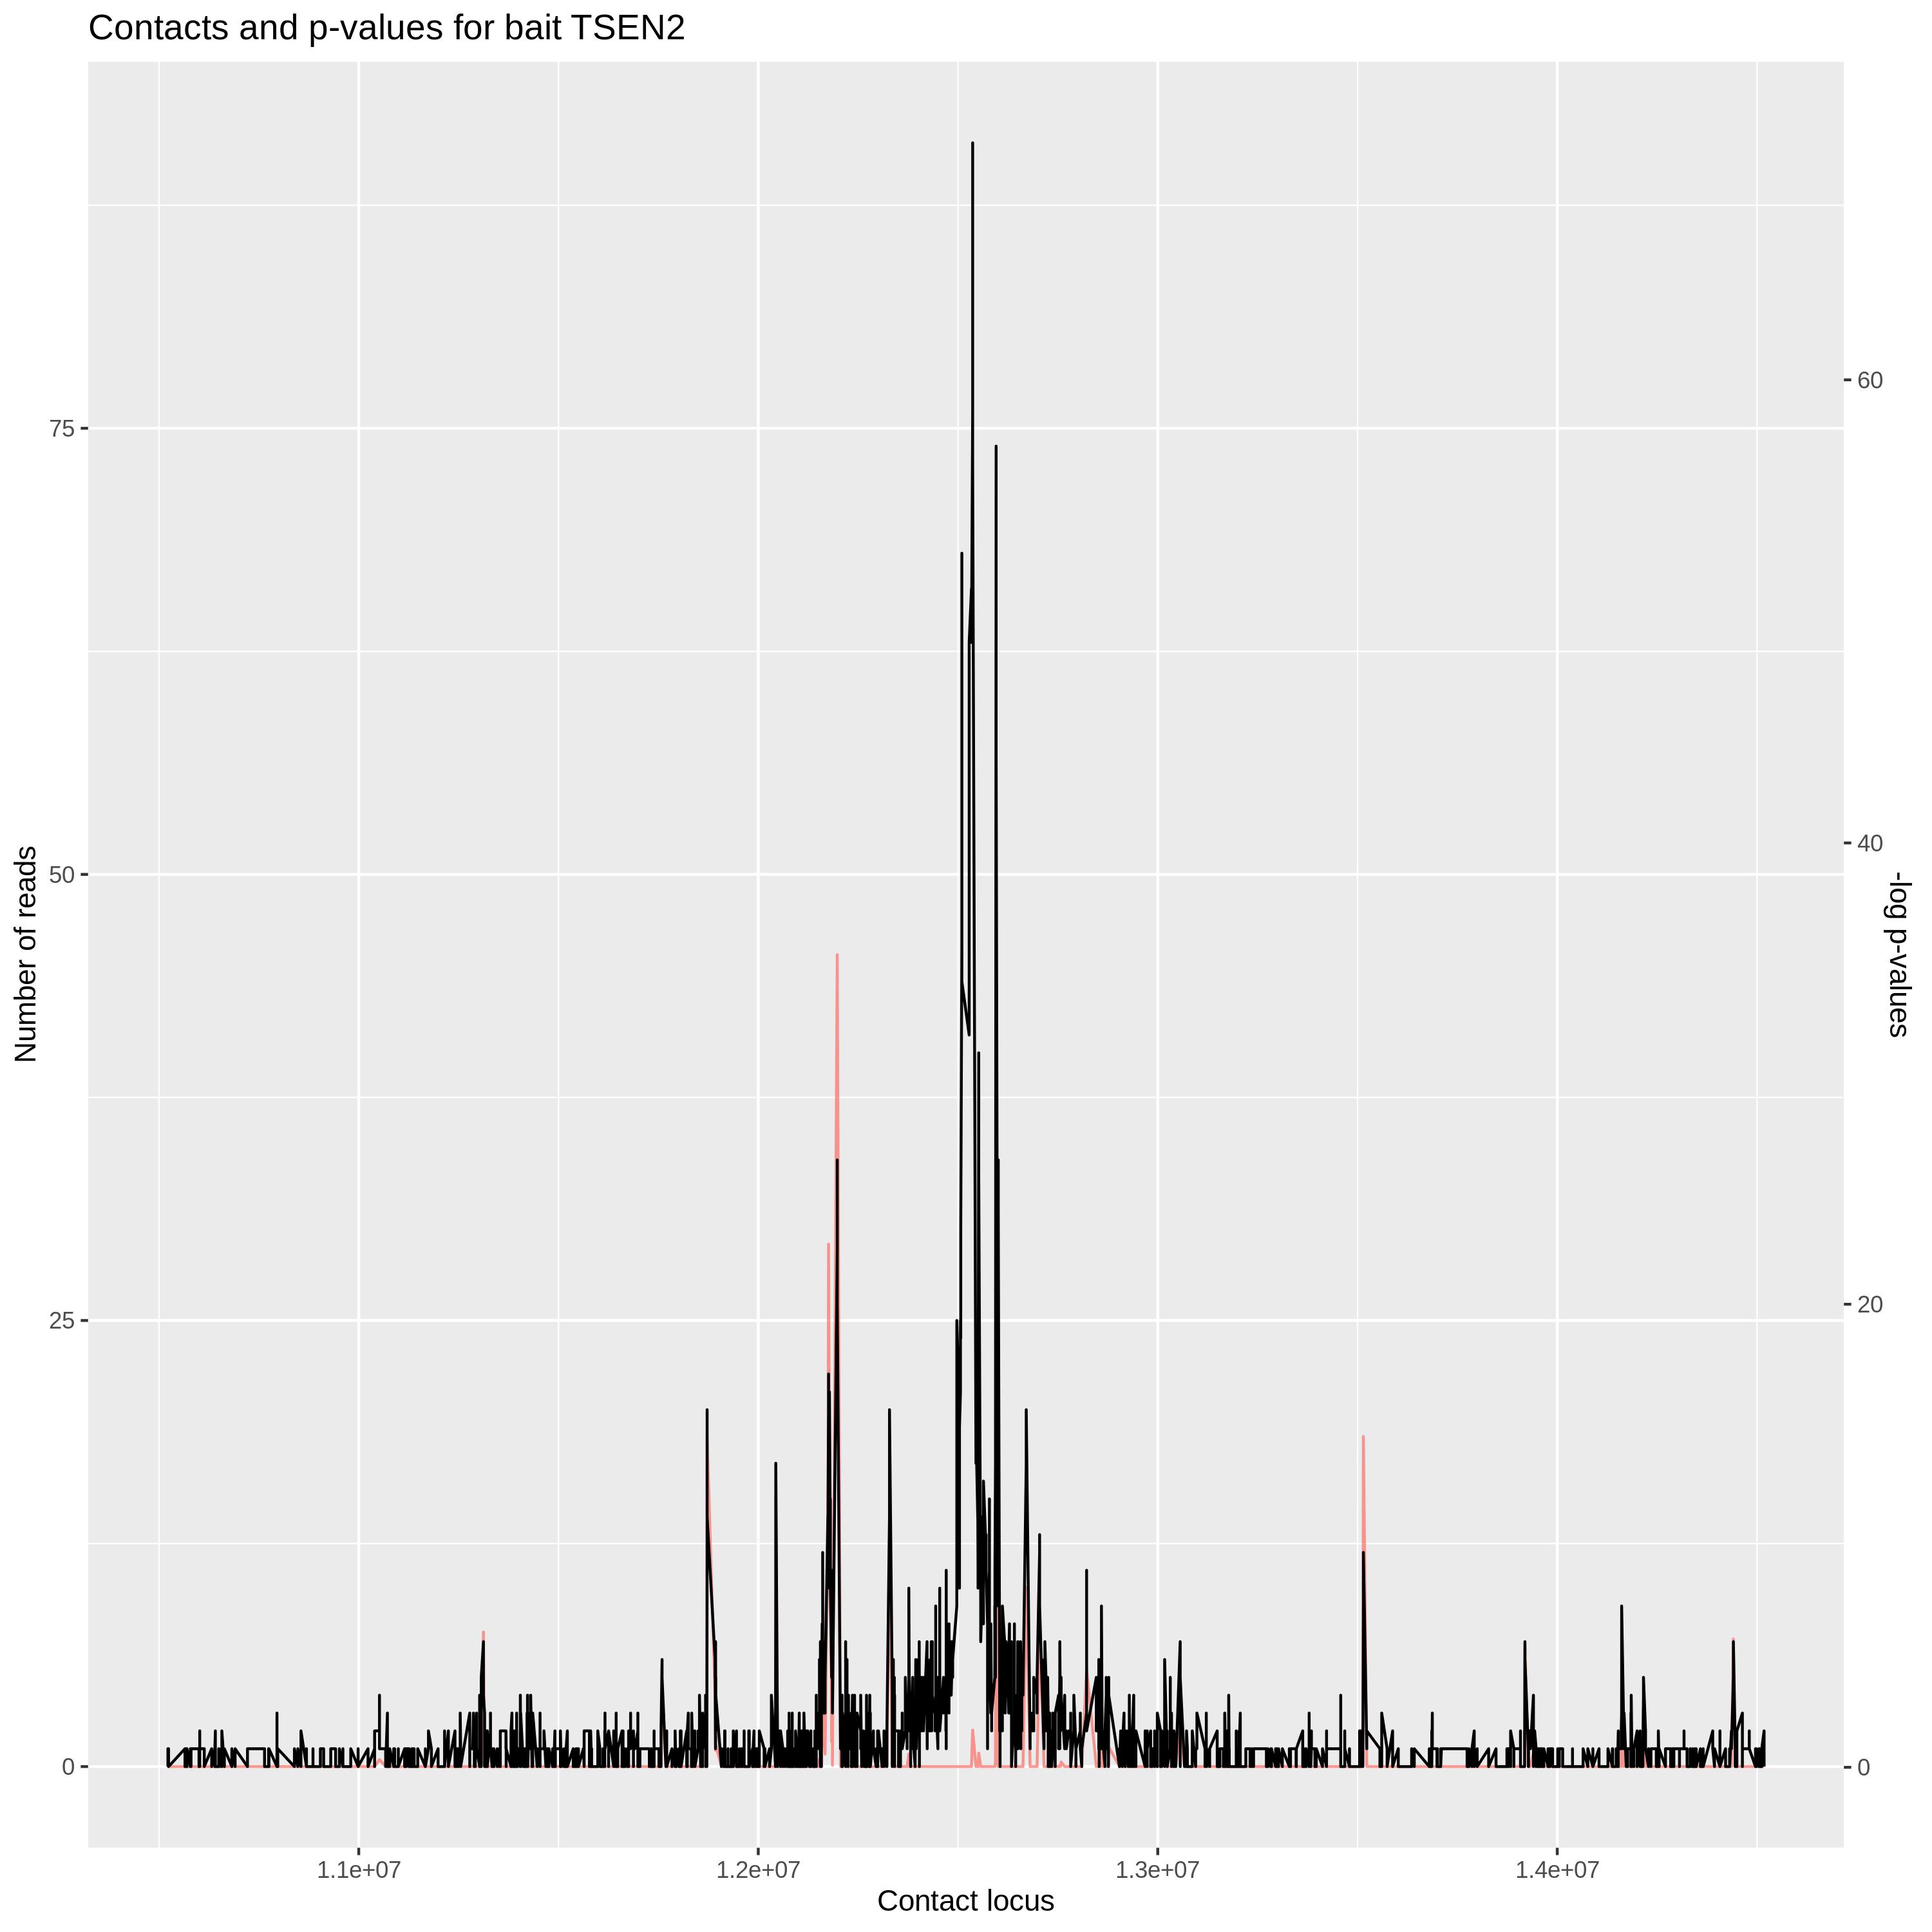 Contacts and p-values for bait TSEN2
Number of reads
75
50
25
0
60
40
20
0
-log p-values
1.1e+07 1.2e+07 1.3e+07 1.4e+07
Contact locus